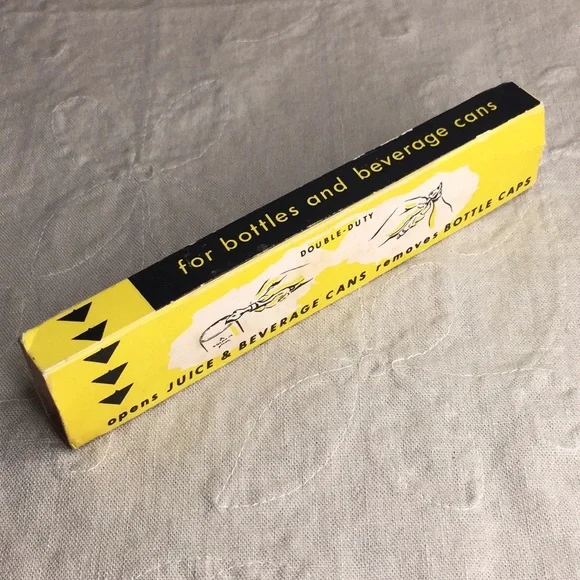 for bottles and beverage cans
DOUBLE-DUTY
opens JUICE & BEVERAGE CANS removes BOTTLE CAPS